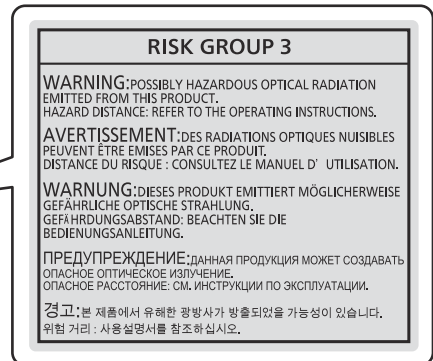 RISK GROUP 3
WARNING:POSSIBLY HAZARDOUS OPTICAL RADIATION
EMITTED FROM THIS PRODUCT.
HAZARD DISTANCE: REFER TO THE OPERATING INSTRUCTIONS.
AVERTISSEMENT:DES RADIATIONS OPTIQUES NUISIBLES
PEUVENT ÊTRE EMISES PAR CE PRODUIT.
DISTANCE DU RISQUE : CONSULTEZ LE MANUEL D' UTILISATION.
WARNUNG:DIESES PRODUKT EMITTIERT MÖGLICHERWEISE
GEFÄHRLICHE OPTISCHE STRAHLUNG.
GEFÄHRDUNGSABSTAND: BEACHTEN SIE DIE
BEDIENUNGSANLEITUNG.
ПРЕДУПРЕЖДЕНИЕ:ДАННАЯ ПРОДУКЦИЯ МОЖЕТ СОЗДАВАТЬ
ОПАСНОЕ ОПТИЧЕСКОЕ ИЗЛУЧЕНИЕ.
ОПАСНОЕ РАССТОЯНИЕ: СМ. ИНСТРУКЦИИ ПО ЭКСПЛУАТАЦИИ.
경고:본 제품에서 유해한 광방사가 방출되었을 가능성이 있습니다.
위험 거리 : 사용설명서를 참조하십시오.